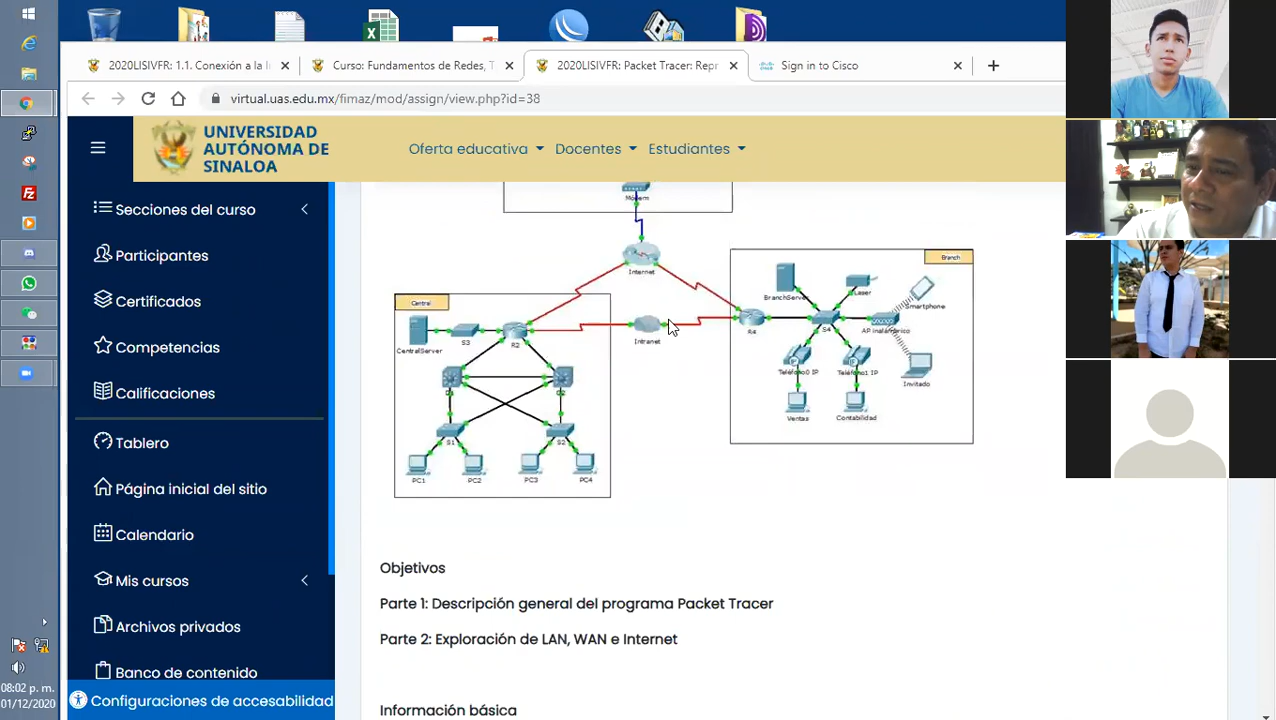 2020LISIVFR: 1.1. Conexión a la I
Curso: Fundamentos de Redes, T
2020LISIVFR: Packet Tracer: Repr
Sign in to Cisco
virtual.uas.edu.mx/fimaz/mod/assign/view.php?id=38
UNIVERSIDAD
AUTÓNOMA DE
SINALOA
Oferta educativa
Docentes
Estudiantes
Secciones del curso
Participantes
Certificados
Competencias
Calificaciones
Tablero
Página inicial del sitio
Calendario
Mis cursos
Archivos privados
Banco de contenido
Configuraciones de accesabilidad
Módem
Internet
Central
CentralServer
S3
R2
Intranet
S1
S2
PC1
PC2
PC3
PC4
Branch
BranchServer
Laser
Smartphone
R4
S4
AP inalámbrico
Teléfono0 IP
Teléfono1 IP
Invitado
Ventas
Contabilidad
Objetivos
Parte 1: Descripción general del programa Packet Tracer
Parte 2: Exploración de LAN, WAN e Internet
Información básica
08:02 p. m.
01/12/2020